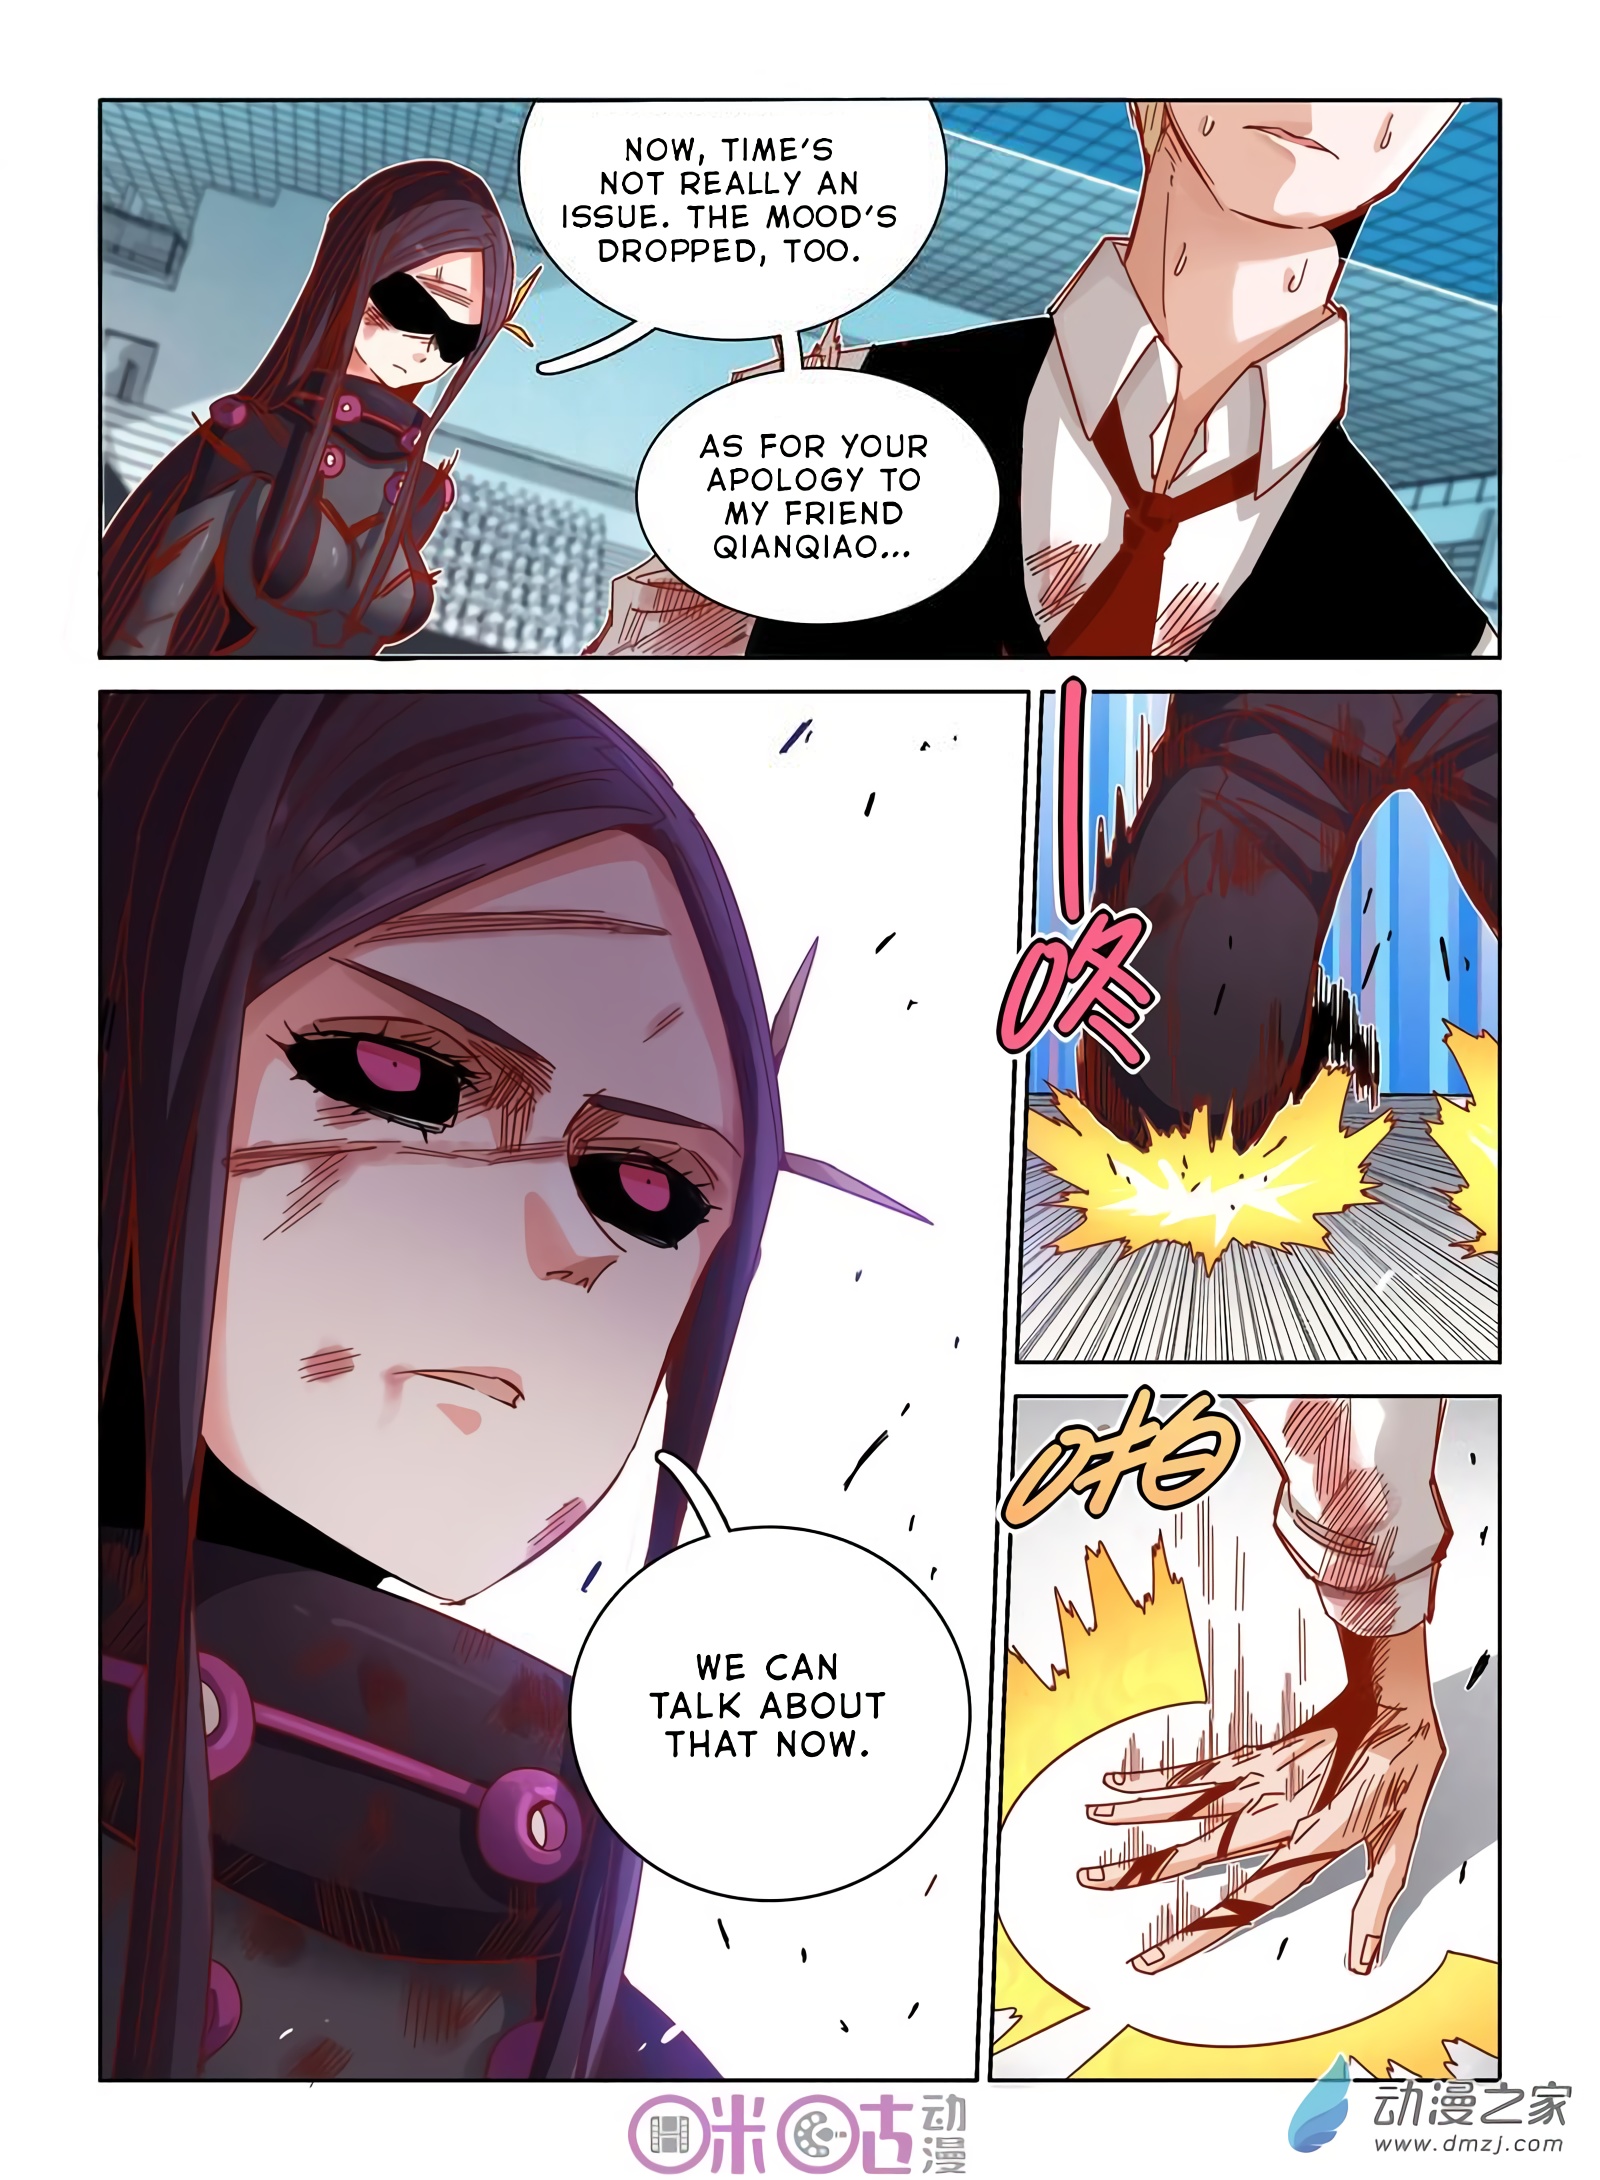 NOW, TIME'S
NOT REALLY AN
ISSUE. THE MOOD'S
DROPPED, TOO.
AS FOR YOUR
APOLOGY TO
MY FRIEND
QIANQIAO...
咚
WE CAN
TALK ABOUT
THAT NOW.
啪
咪咕
动漫
动漫之家
www.dmzj.com